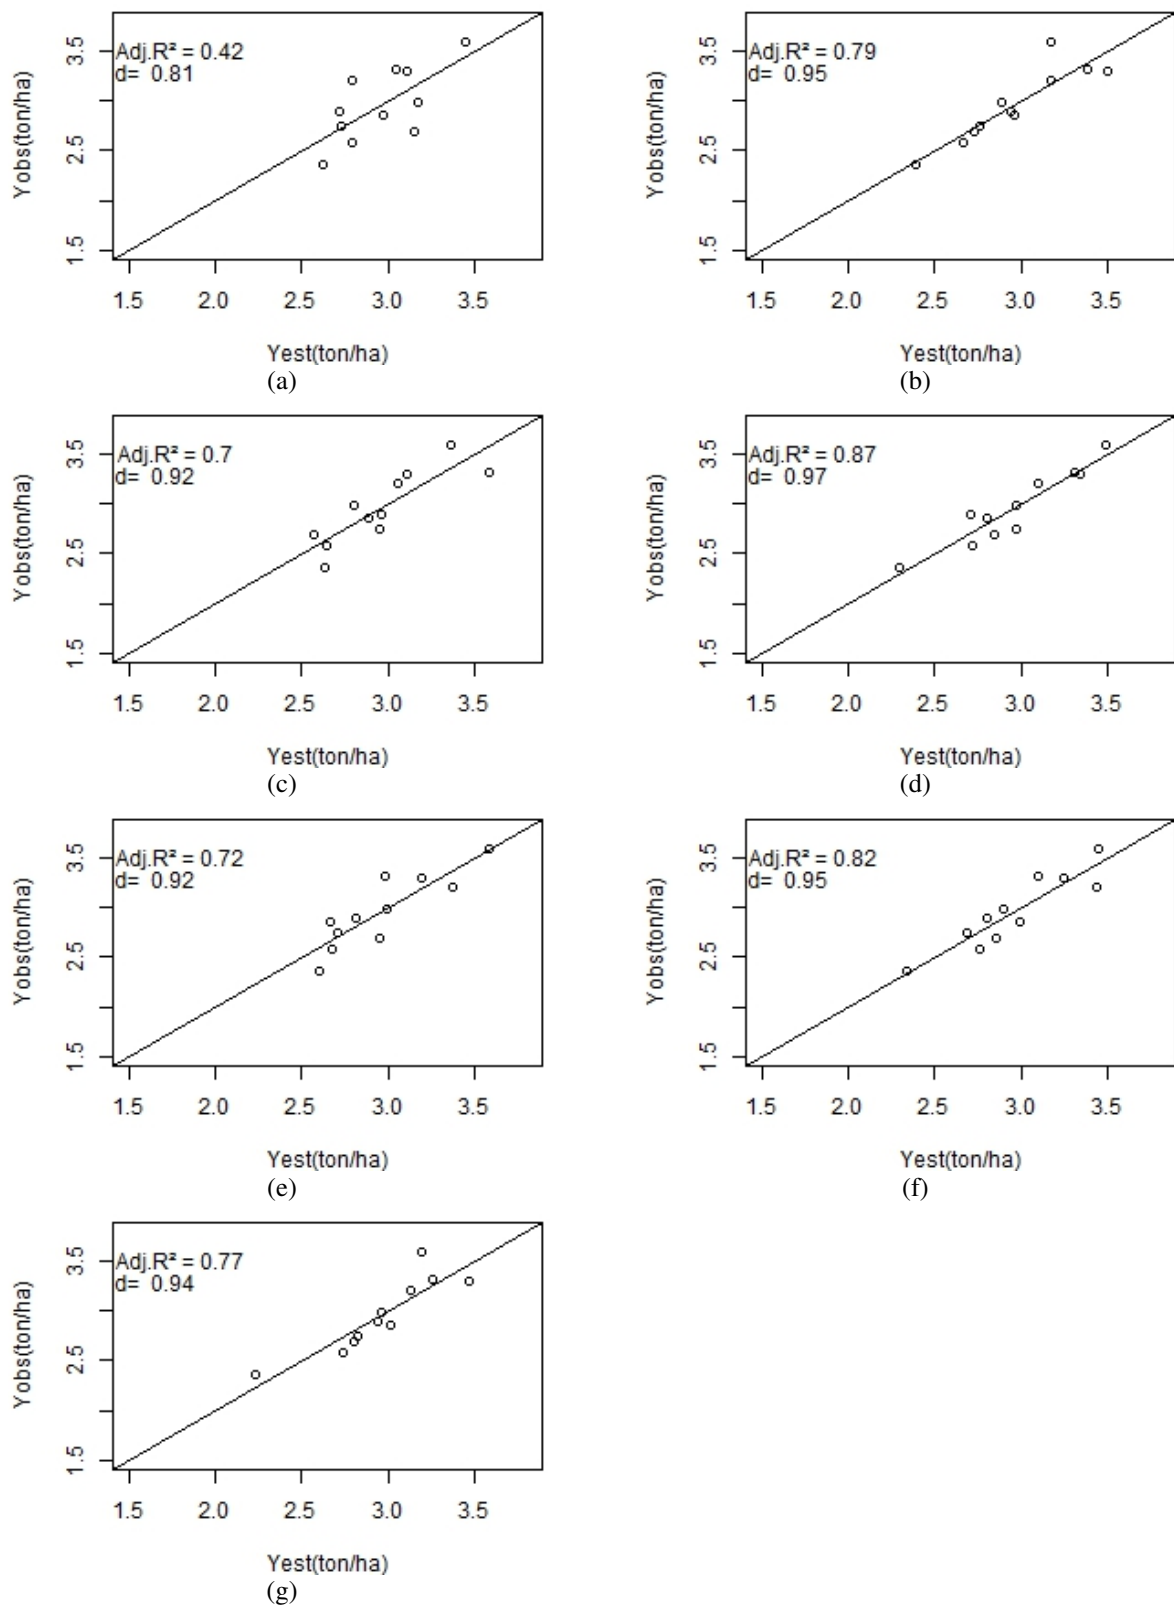 Adj.R² = 0.42
d= 0.81
Yobs(ton/ha)
3.5
2.5
1.5
1.5 2.0 2.5 3.0 3.5
Yest(ton/ha)
(a)
Adj.R² = 0.79
d= 0.95
Yobs(ton/ha)
3.5
2.5
1.5
1.5 2.0 2.5 3.0 3.5
Yest(ton/ha)
(b)
Adj.R² = 0.7
d= 0.92
Yobs(ton/ha)
3.5
2.5
1.5
1.5 2.0 2.5 3.0 3.5
Yest(ton/ha)
(c)
Adj.R² = 0.87
d= 0.97
Yobs(ton/ha)
3.5
2.5
1.5
1.5 2.0 2.5 3.0 3.5
Yest(ton/ha)
(d)
Adj.R² = 0.72
d= 0.92
Yobs(ton/ha)
3.5
2.5
1.5
1.5 2.0 2.5 3.0 3.5
Yest(ton/ha)
(e)
Adj.R² = 0.82
d= 0.95
Yobs(ton/ha)
3.5
2.5
1.5
1.5 2.0 2.5 3.0 3.5
Yest(ton/ha)
(f)
Adj.R² = 0.77
d= 0.94
Yobs(ton/ha)
3.5
2.5
1.5
1.5 2.0 2.5 3.0 3.5
Yest(ton/ha)
(g)